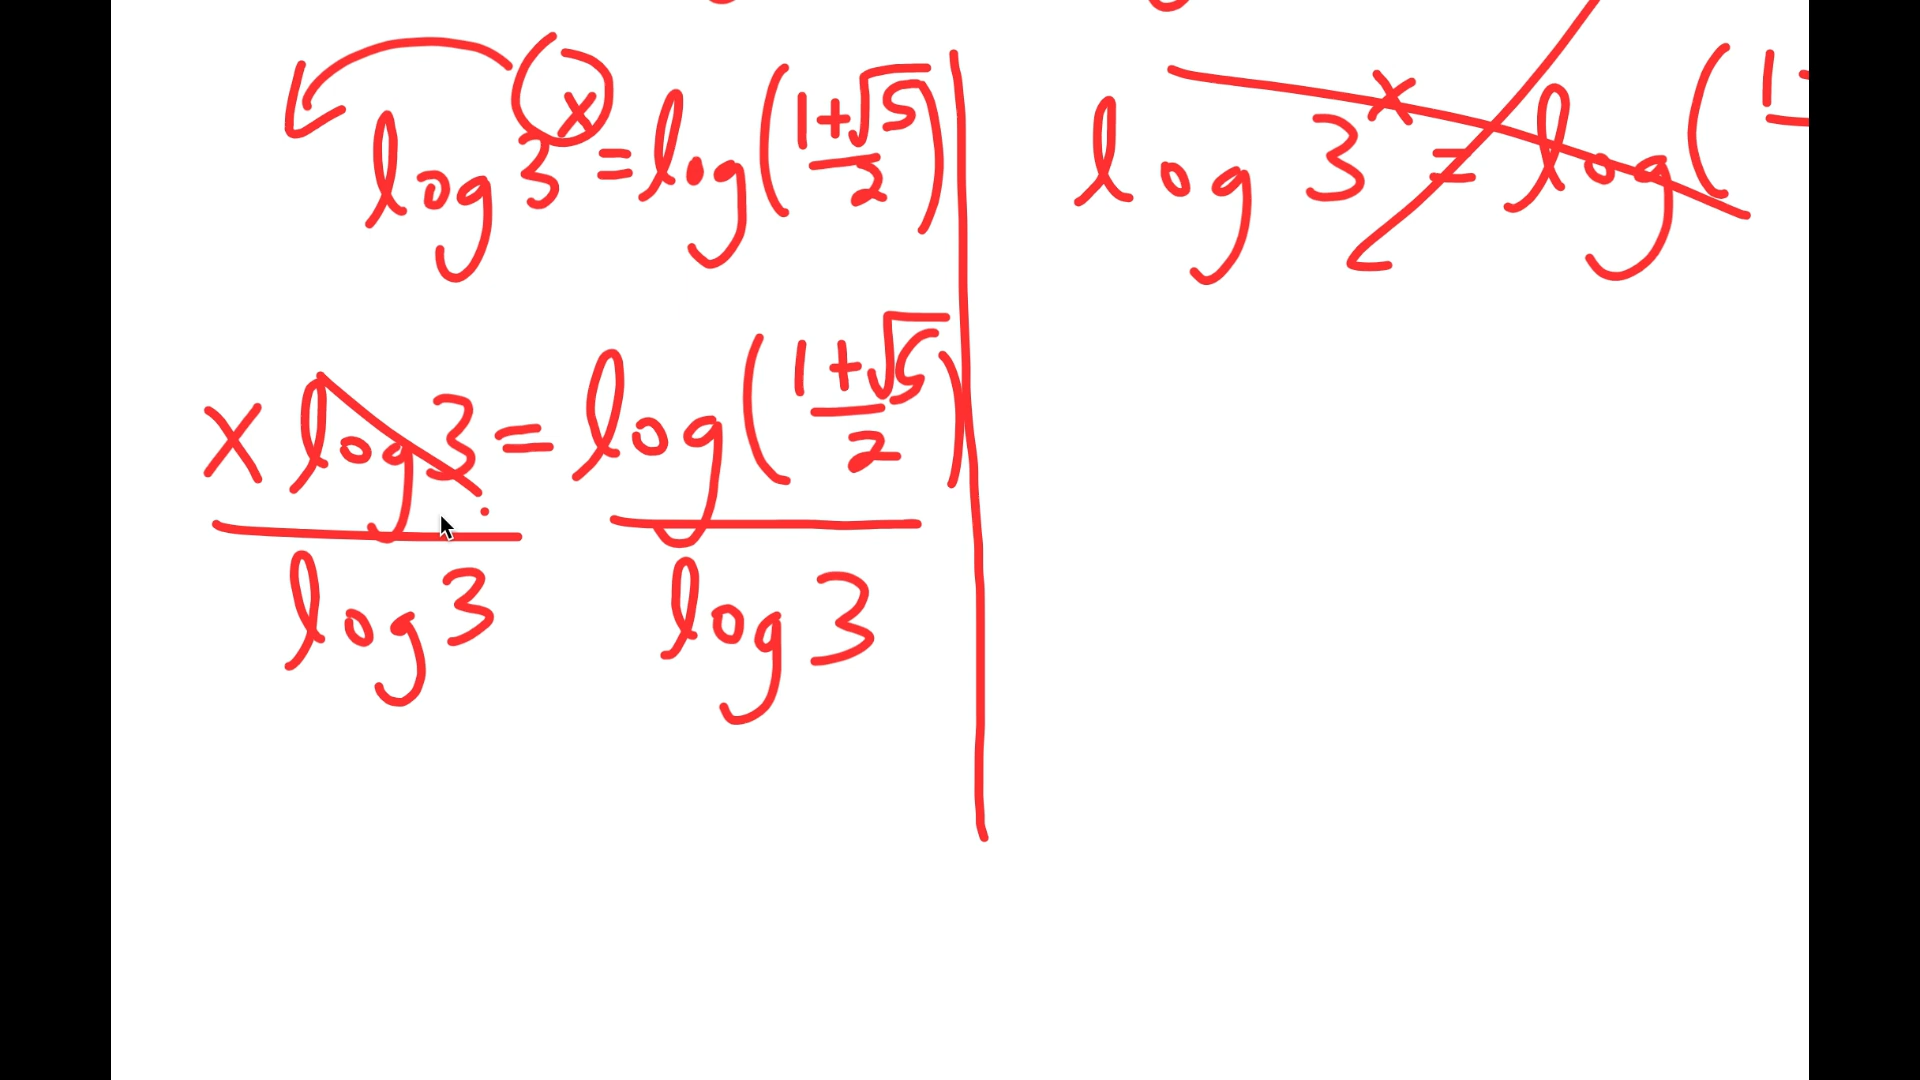 log 3^x = log((1+√5)/2)
x log 3 = log((1+√5)/2)
log 3 log 3
log 3^x = log(1